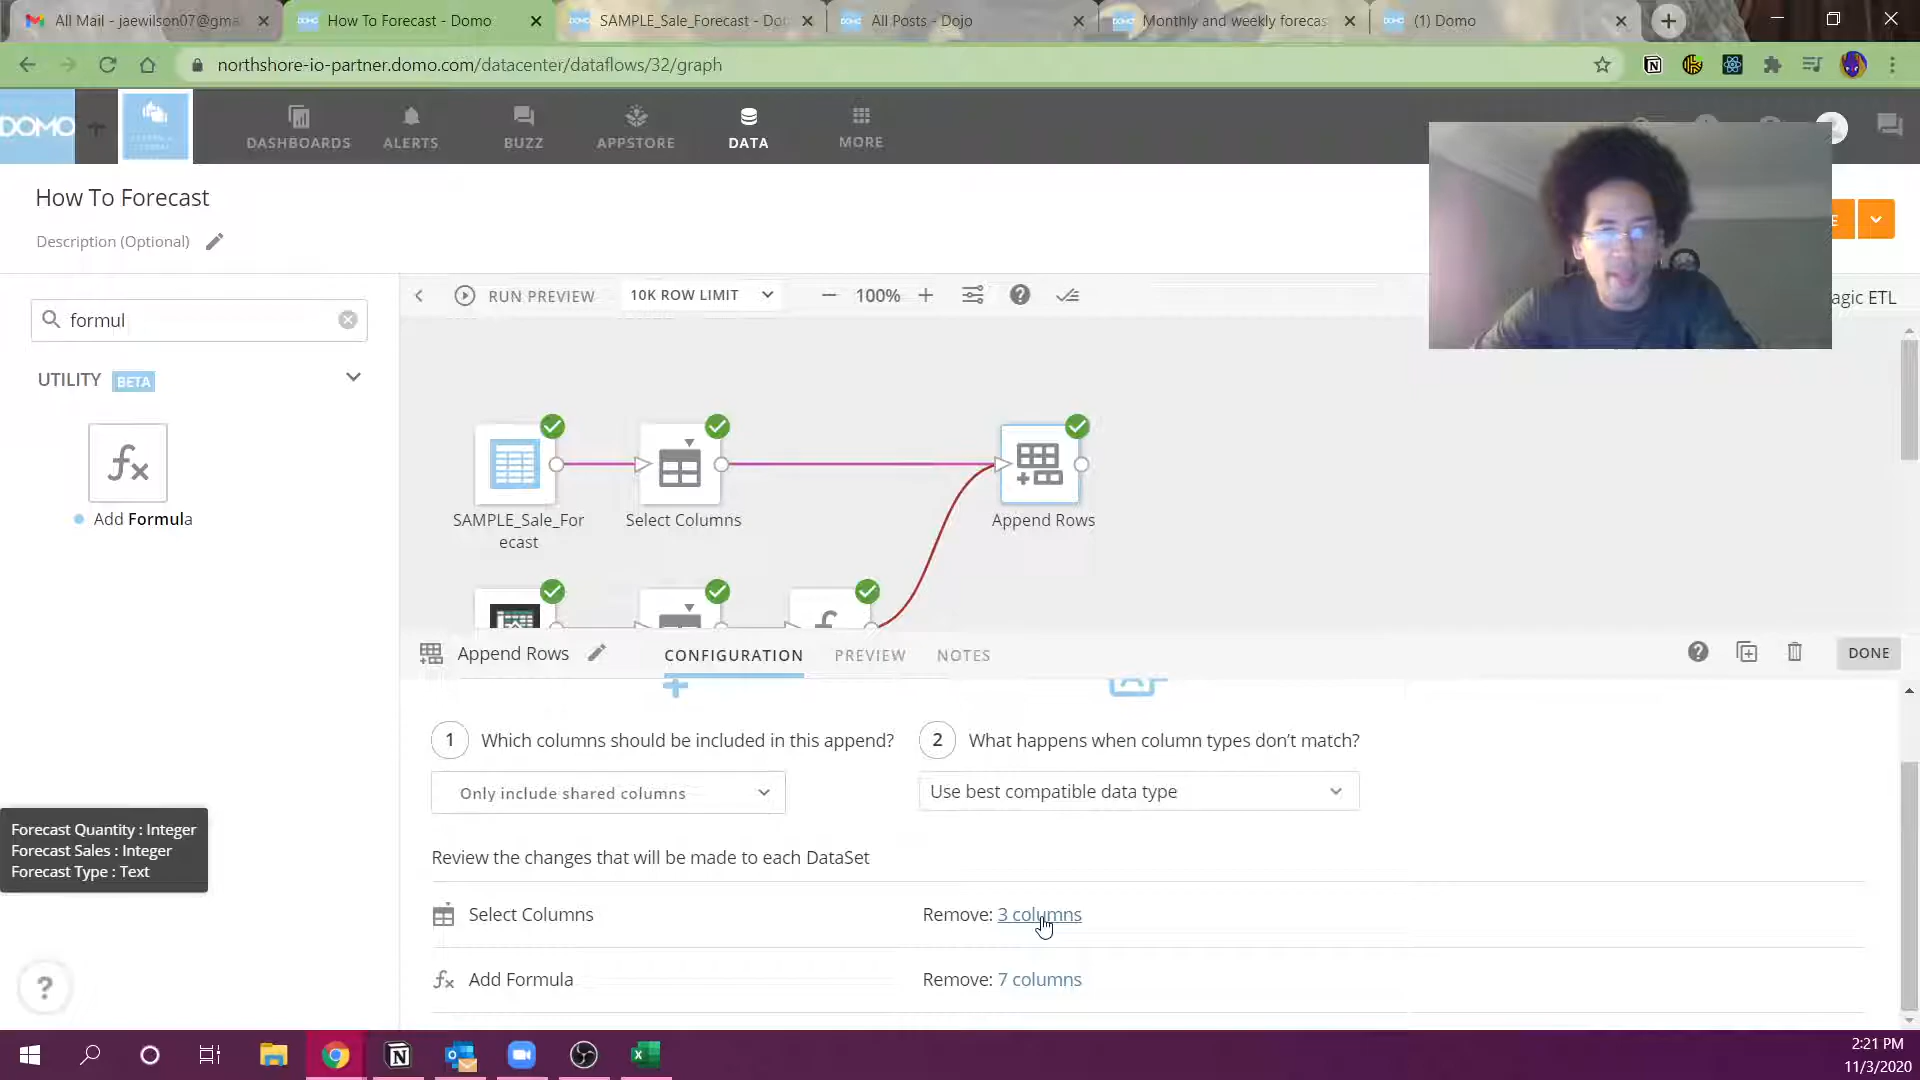 All Mail - jaewilson07@gma
How To Forecast - Domo
SAMPLE_Sale_Forecast - Do
All Posts - Dojo
Monthly and weekly forecas
(1) Domo
northshore-io-partner.domo.com/datacenter/dataflows/32/graph
DOMO
DASHBOARDS
ALERTS
BUZZ
APPSTORE
DATA
MORE
How To Forecast
Description (Optional)
RUN PREVIEW
10K ROW LIMIT
100%
agic ETL
formul
UTILITY BETA
Add Formula
SAMPLE_Sale_For
ecast
Select Columns
Append Rows
Append Rows
CONFIGURATION
PREVIEW
NOTES
DONE
1 Which columns should be included in this append?
2 What happens when column types don't match?
Only include shared columns
Use best compatible data type
Forecast Quantity : Integer
Forecast Sales : Integer
Forecast Type : Text
Review the changes that will be made to each DataSet
Select Columns
Remove: 3 columns
Add Formula
Remove: 7 columns
2:21 PM
11/3/2020